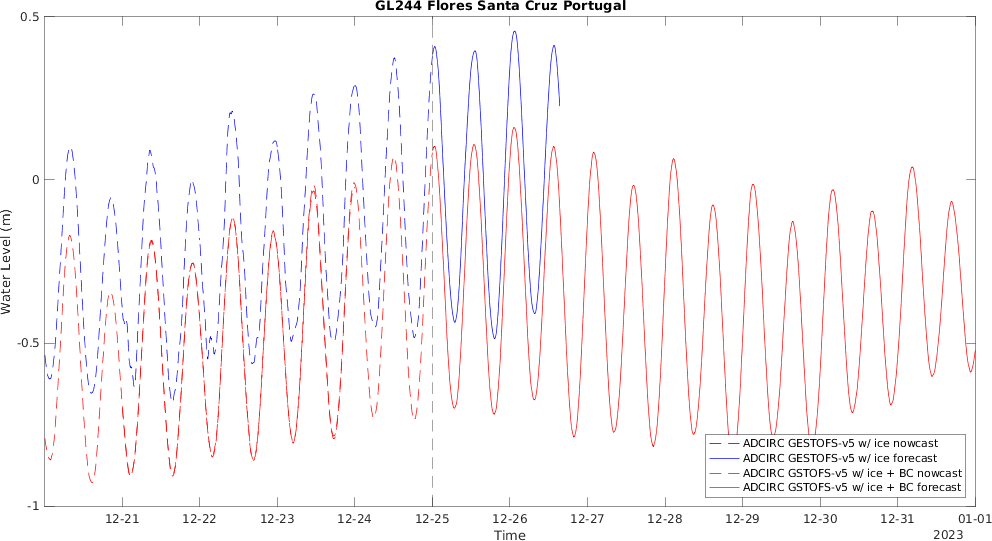 GL244 Flores Santa Cruz Portugal
0.5
0
-0.5
-1
Water Level (m)
12-21
12-22
12-23
12-24
12-25
12-26
12-27
12-28
12-29
12-30
12-31
01-01
2023
Time
ADCIRC GESTOFS-v5 w/ ice nowcast
ADCIRC GESTOFS-v5 w/ ice forecast
ADCIRC GSTOFS-v5 w/ ice + BC nowcast
ADCIRC GSTOFS-v5 w/ ice + BC forecast